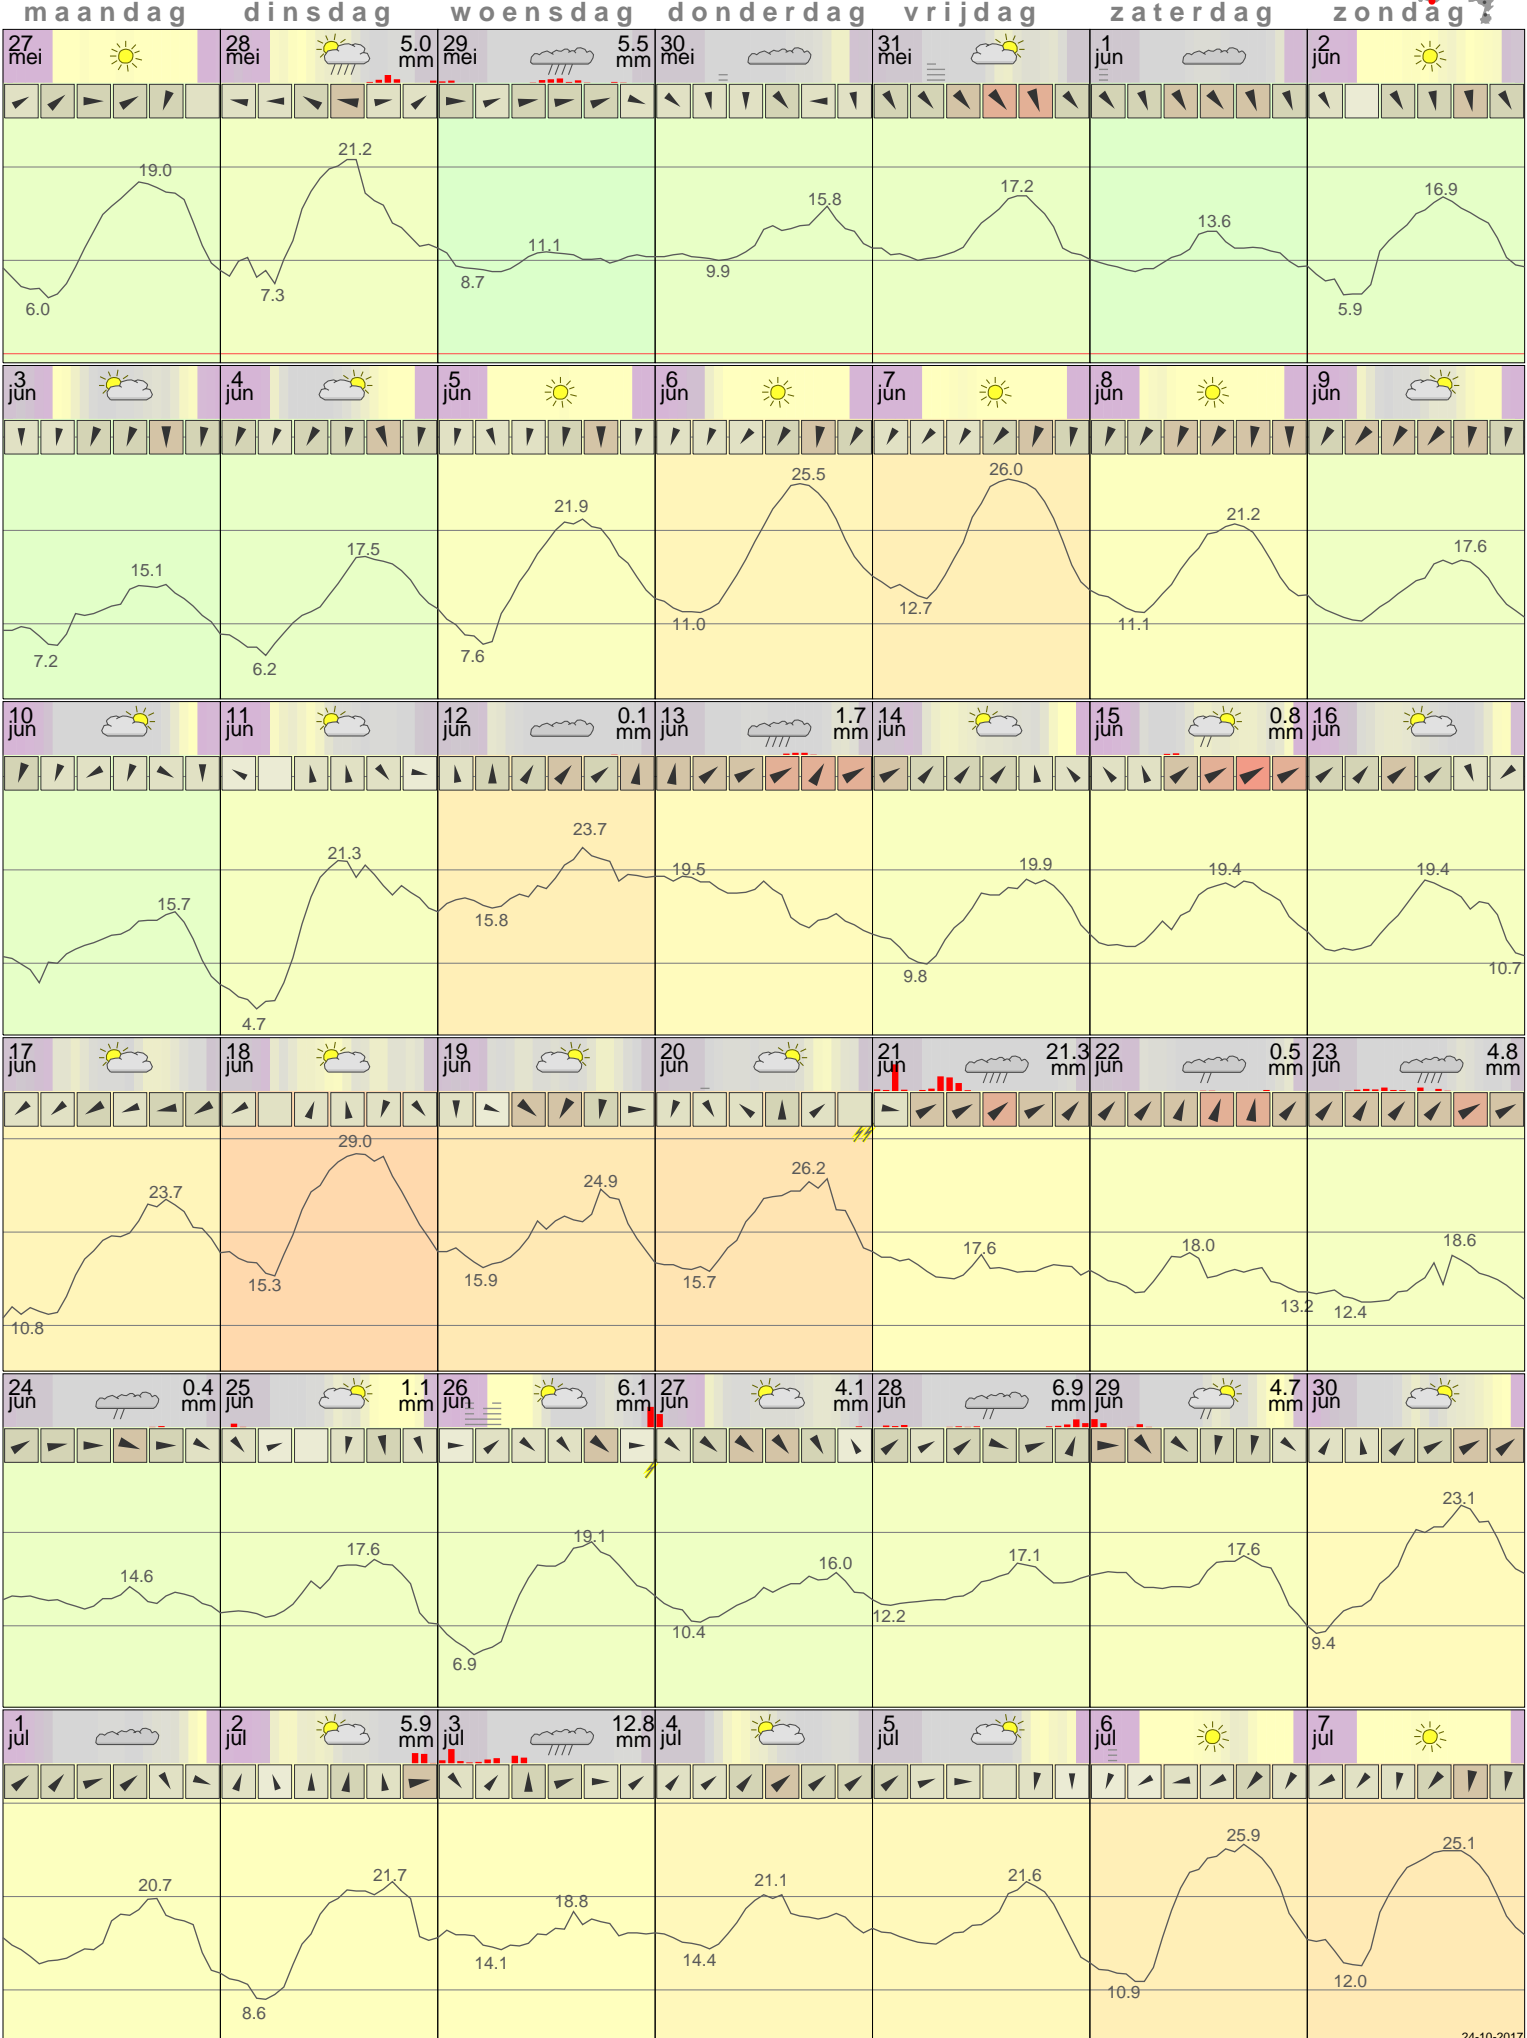 maandag dinsdag woensdag donderdag vrijdag zaterdag zondag
27 mei 28 mei 5.0 mm 29 mei 5.5 mm 30 mei 31 mei 1 jun 2 jun
19.0 6.0 21.2 7.3 11.1 8.7 15.8 9.9 17.2 13.6 16.9 5.9
3 jun 4 jun 5 jun 6 jun 7 jun 8 jun 9 jun
15.1 7.2 17.5 6.2 21.9 7.6 25.5 11.0 26.0 12.7 21.2 11.1 17.6
10 jun 11 jun 12 jun 0.1 mm 13 jun 1.7 mm 14 jun 15 jun 0.8 mm 16 jun
15.7 21.3 4.7 23.7 15.8 19.5 19.9 9.8 19.4 19.4 10.7
17 jun 18 jun 19 jun 20 jun 21 jun 21.3 mm 22 jun 0.5 mm 23 jun 4.8 mm
23.7 10.8 29.0 15.3 24.9 15.9 26.2 15.7 17.6 18.0 13.2 18.6 12.4
24 jun 0.4 mm 25 jun 1.1 mm 26 jun 6.1 mm 27 jun 4.1 mm 28 jun 6.9 mm 29 jun 4.7 mm 30 jun
14.6 17.6 19.1 6.9 16.0 10.4 17.1 12.2 17.6 23.1 9.4
1 jul 2 jul 5.9 mm 3 jul 12.8 mm 4 jul 5 jul 6 jul 7 jul
20.7 21.7 8.6 18.8 14.1 21.1 14.4 21.6 25.9 10.9 25.1 12.0
24-10-2017